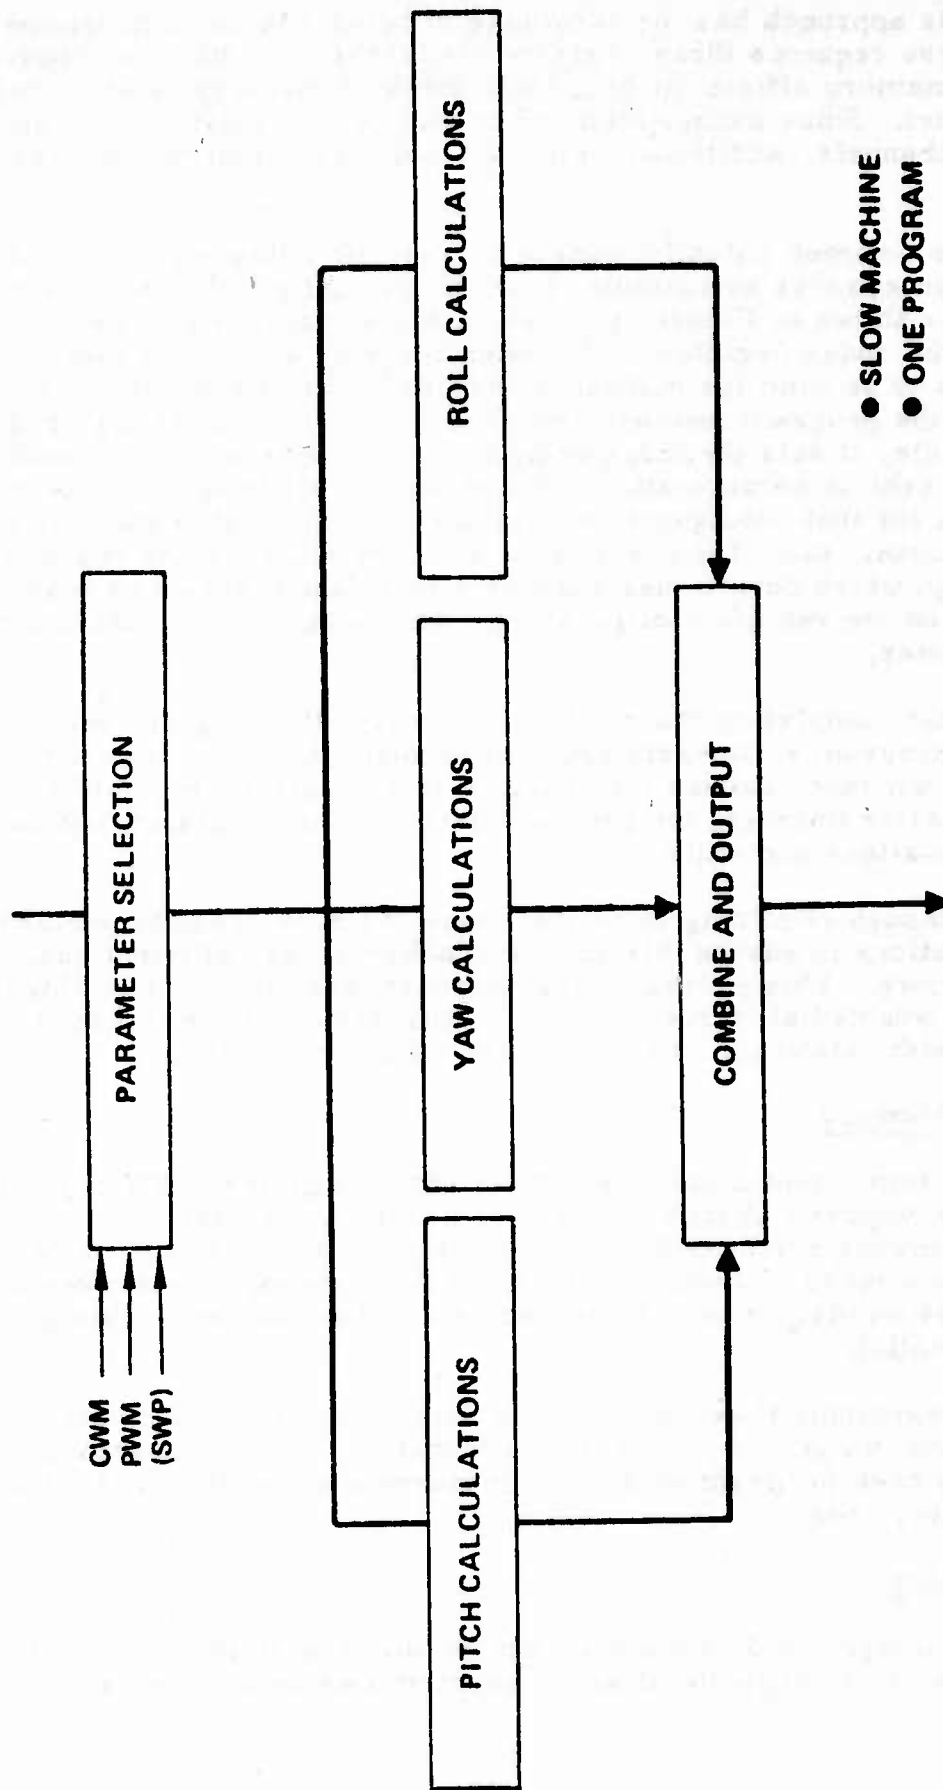 CWM
PWM
(SWP)
PARAMETER SELECTION
PITCH CALCULATIONS
YAW CALCULATIONS
ROLL CALCULATIONS
COMBINE AND OUTPUT
● SLOW MACHINE
● ONE PROGRAM